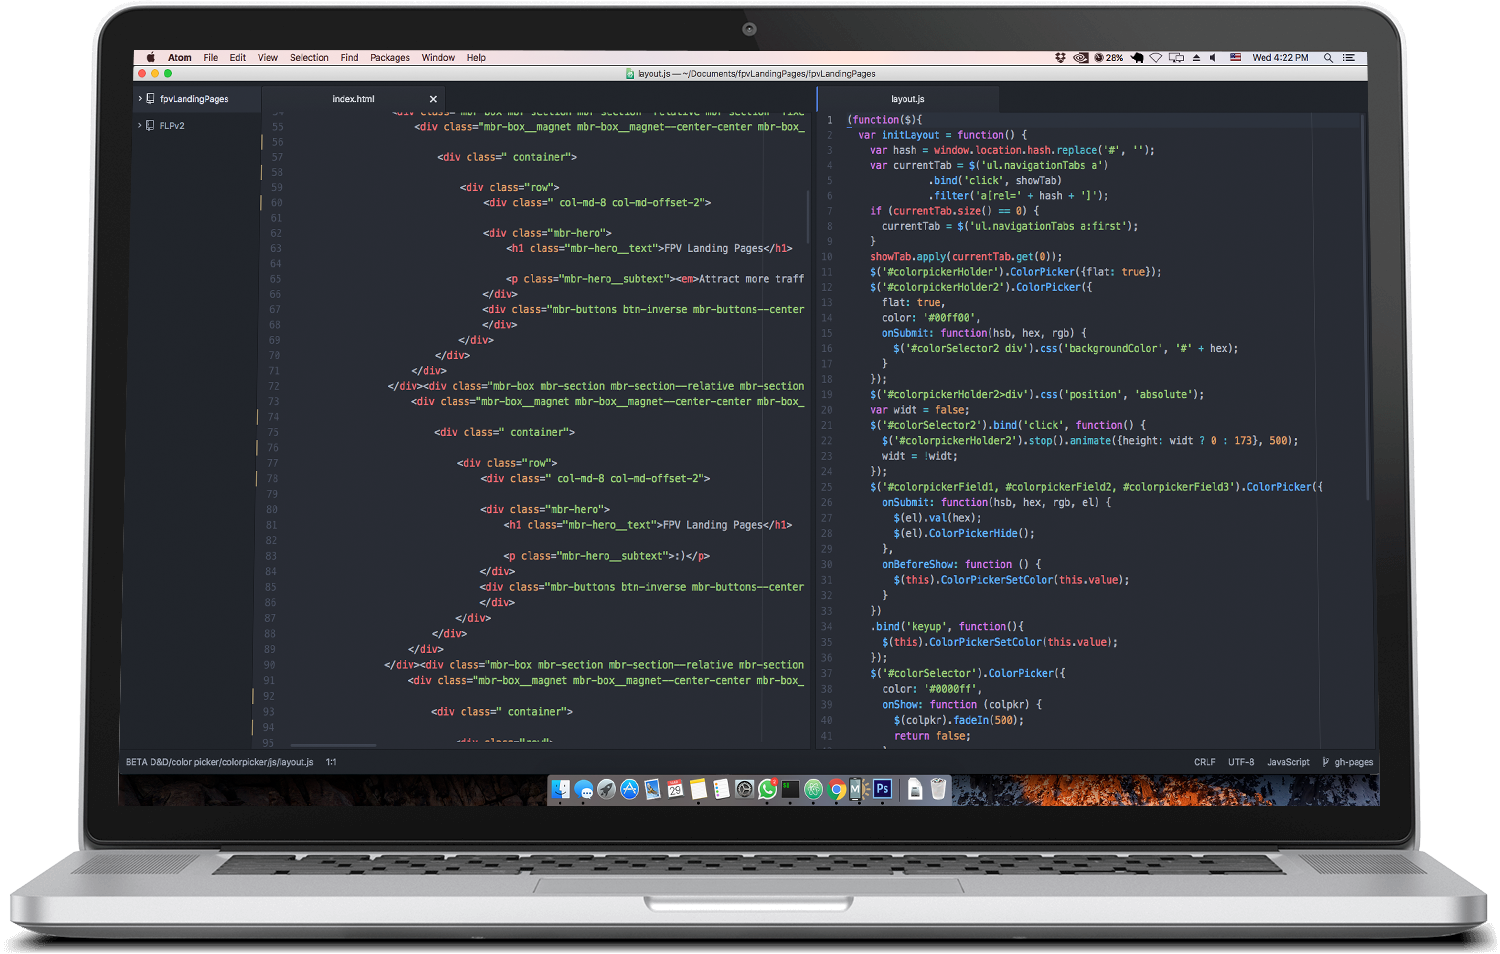 Atom File Edit View Selection Find Packages Window Help
28% Wed 4:22 PM
layout.js — ~/Documents/fpvLandingPages/fpvLandingPages
fpvLandingPages
FLPv2
index.html
55 <div class="mbr-box__magnet mbr-box__magnet--center-center mbr-box_
56
57 <div class=" container">
58
59 <div class="row">
60 <div class=" col-md-8 col-md-offset-2">
61
62 <div class="mbr-hero">
63 <h1 class="mbr-hero__text">FPV Landing Pages</h1>
64
65 <p class="mbr-hero__subtext"><em>Attract more traff
66 </div>
67 <div class="mbr-buttons btn-inverse mbr-buttons--center
68 </div>
69 </div>
70 </div>
71 </div>
72 </div><div class="mbr-box mbr-section mbr-section--relative mbr-section
73 <div class="mbr-box__magnet mbr-box__magnet--center-center mbr-box_
74
75 <div class=" container">
76
77 <div class="row">
78 <div class=" col-md-8 col-md-offset-2">
79
80 <div class="mbr-hero">
81 <h1 class="mbr-hero__text">FPV Landing Pages</h1>
82
83 <p class="mbr-hero__subtext">:)</p>
84 </div>
85 <div class="mbr-buttons btn-inverse mbr-buttons--center
86 </div>
87 </div>
88 </div>
89 </div>
90 </div><div class="mbr-box mbr-section mbr-section--relative mbr-section
91 <div class="mbr-box__magnet mbr-box__magnet--center-center mbr-box_
92
93 <div class=" container">
94
95
layout.js
1 (function($){
2 var initLayout = function() {
3 var hash = window.location.hash.replace('#', '');
4 var currentTab = $('ul.navigationTabs a')
5 .bind('click', showTab)
6 .filter('a[rel=' + hash + ']');
7 if (currentTab.size() == 0) {
8 currentTab = $('ul.navigationTabs a:first');
9 }
10 showTab.apply(currentTab.get(0));
11 $('#colorpickerHolder').ColorPicker({flat: true});
12 $('#colorpickerHolder2').ColorPicker({
13 flat: true,
14 color: '#00ff00',
15 onSubmit: function(hsb, hex, rgb) {
16 $('#colorSelector2 div').css('backgroundColor', '#' + hex);
17 }
18 });
19 $('#colorpickerHolder2>div').css('position', 'absolute');
20 var widt = false;
21 $('#colorSelector2').bind('click', function() {
22 $('#colorpickerHolder2').stop().animate({height: widt ? 0 : 173}, 500);
23 widt = !widt;
24 });
25 $('#colorpickerField1, #colorpickerField2, #colorpickerField3').ColorPicker({
26 onSubmit: function(hsb, hex, rgb, el) {
27 $(el).val(hex);
28 $(el).ColorPickerHide();
29 },
30 onBeforeShow: function () {
31 $(this).ColorPickerSetColor(this.value);
32 }
33 })
34 .bind('keyup', function(){
35 $(this).ColorPickerSetColor(this.value);
36 });
37 $('#colorSelector').ColorPicker({
38 color: '#0000ff',
39 onShow: function (colpkr) {
40 $(colpkr).fadeIn(500);
41 return false;
BETA D&D/color picker/colorpicker/js/layout.js 1:1
CRLF UTF-8 JavaScript gh-pages
29
Ps